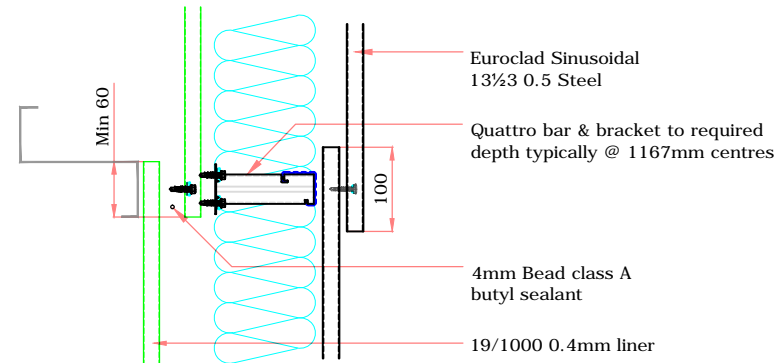 Euroclad Sinusoidal
13½3 0.5 Steel
Min 60
Quattro bar & bracket to required
depth typically @ 1167mm centres
100
4mm Bead class A
butyl sealant
19/1000 0.4mm liner